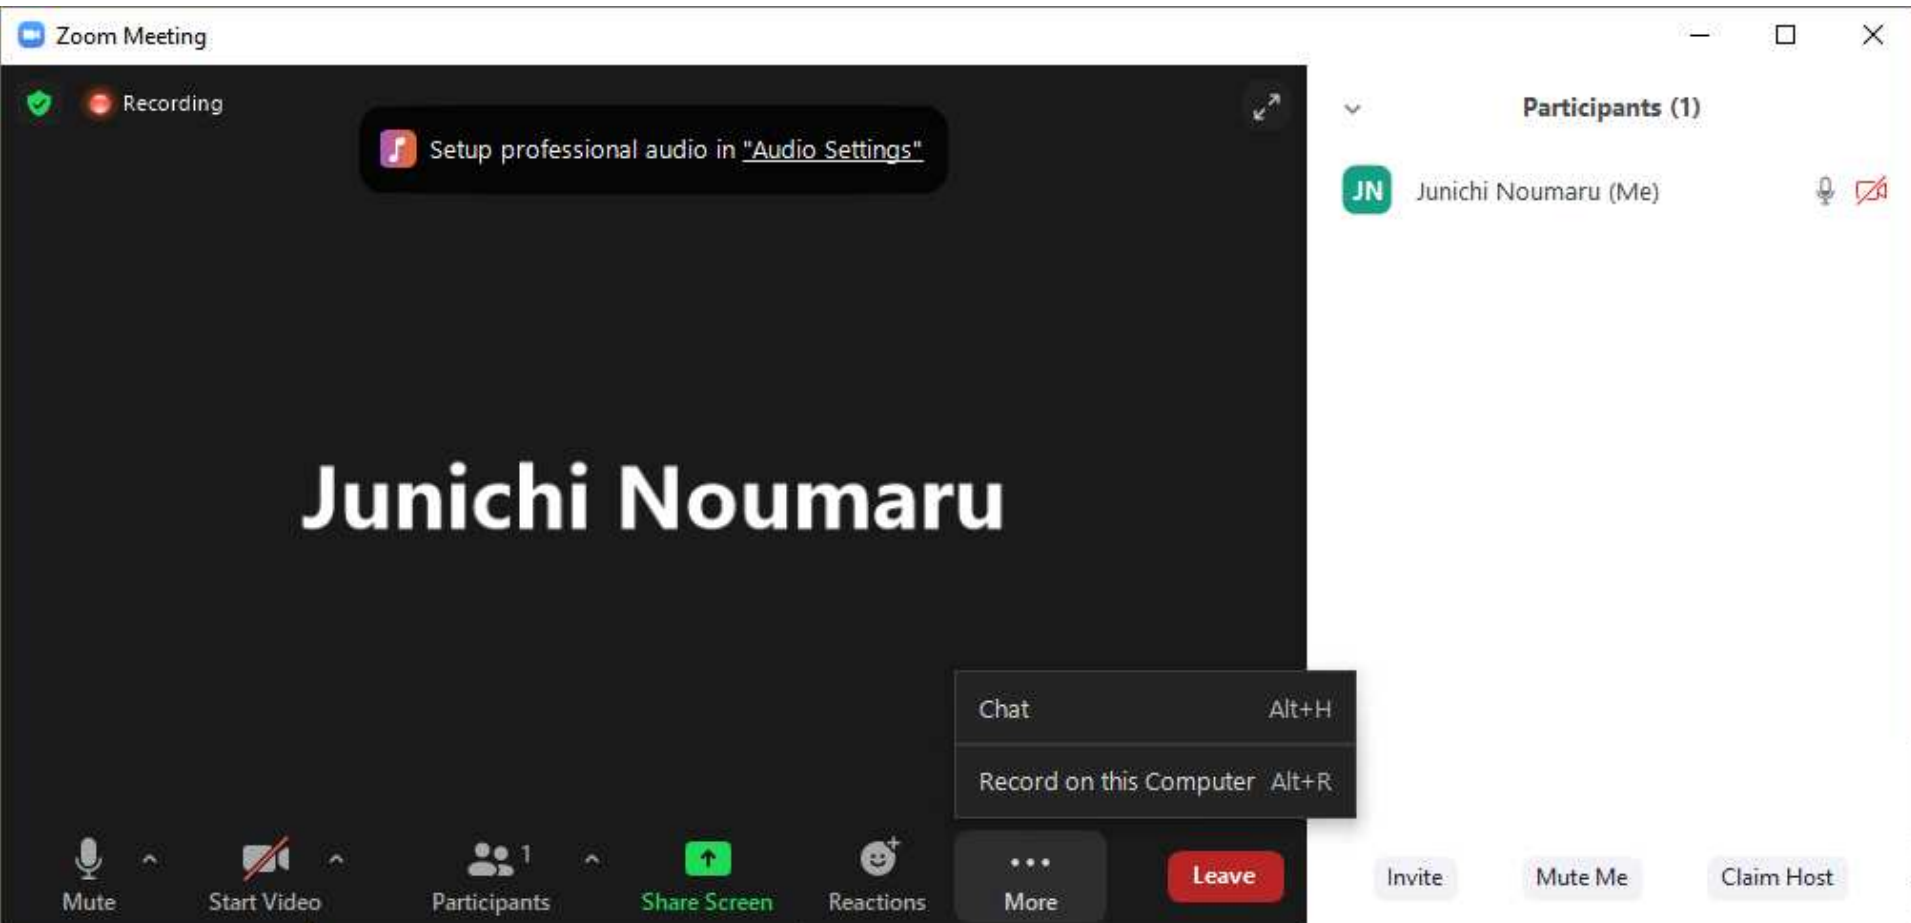 Zoom Meeting
Recording
Setup professional audio in "Audio Settings"
Participants (1)
JN Junichi Noumaru (Me)
Junichi Noumaru
Chat Alt+H
Record on this Computer Alt+R
1
Mute Start Video Participants Share Screen Reactions More Leave
Invite Mute Me Claim Host